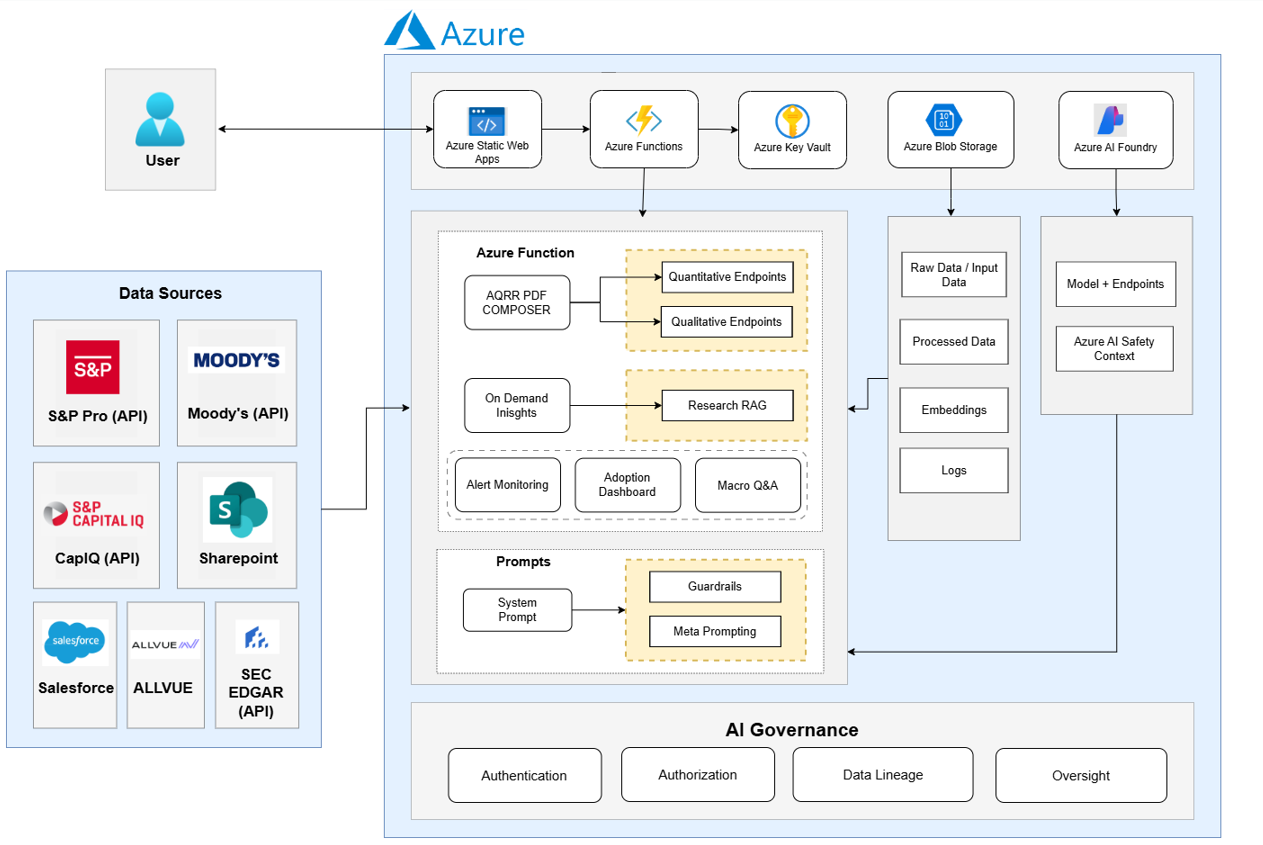 Azure
User
Azure Static Web
Apps
Azure Functions
Azure Key Vault
10
01
Azure Blob Storage
Azure AI Foundry
Data Sources
S&P
S&P Pro (API)
MOODY'S
Moody's (API)
S&P
CAPITAL IQ
CapIQ (API)
S
Sharepoint
salesforce
Salesforce
ALLVUE
ALLVUE
SEC
EDGAR
(API)
Azure Function
AQRR PDF
COMPOSER
Quantitative Endpoints
Qualitative Endpoints
On Demand
Inisghts
Research RAG
Alert Monitoring
Adoption
Dashboard
Macro Q&A
Prompts
System
Prompt
Guardrails
Meta Prompting
Raw Data / Input
Data
Processed Data
Embeddings
Logs
Model + Endpoints
Azure AI Safety
Context
AI Governance
Authentication
Authorization
Data Lineage
Oversight